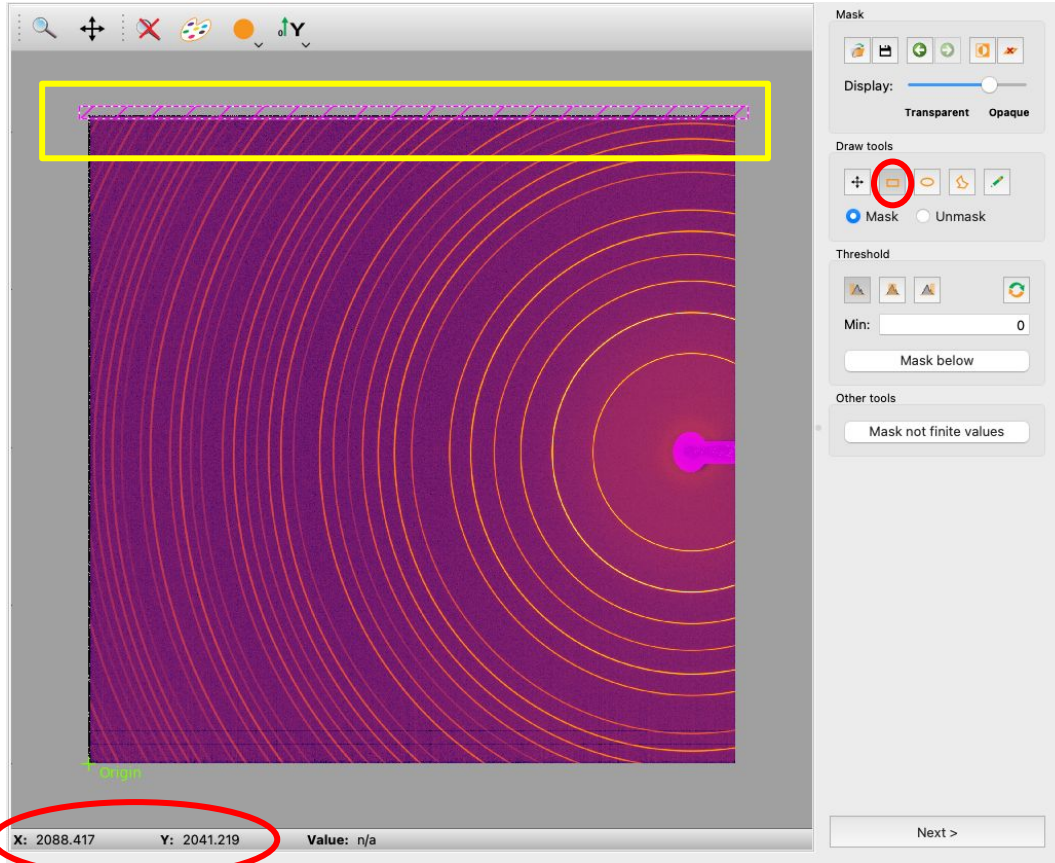 0 Y
Mask
Display:
Transparent Opaque
Draw tools
Mask Unmask
Threshold
Min: 0
Mask below
Other tools
Mask not finite values
Origin
X: 2088.417 Y: 2041.219 Value: n/a
Next >